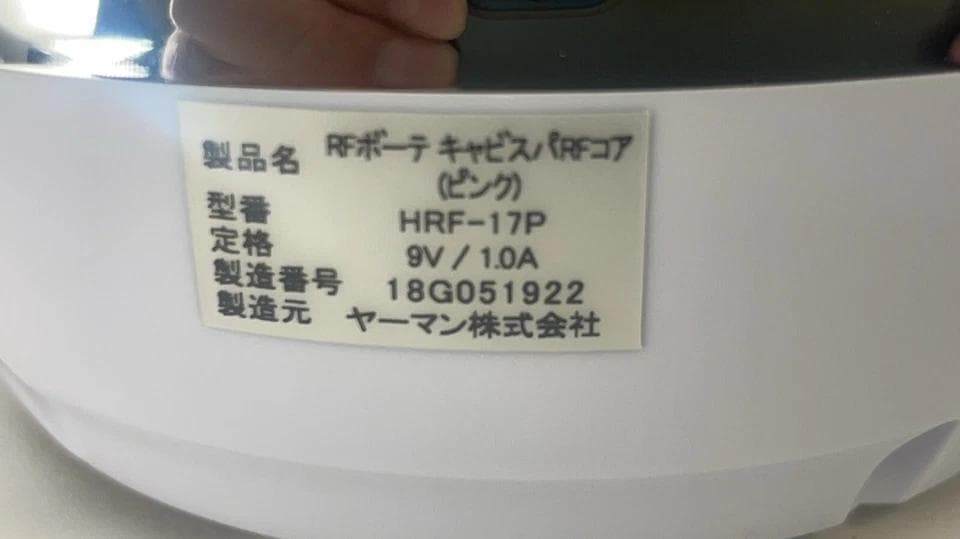 製品名 RFボーテ キャビスパRFコア
(ピンク)
型番 HRF-17P
定格 9V / 1.0A
製造番号 18G051922
製造元 ヤーマン株式会社